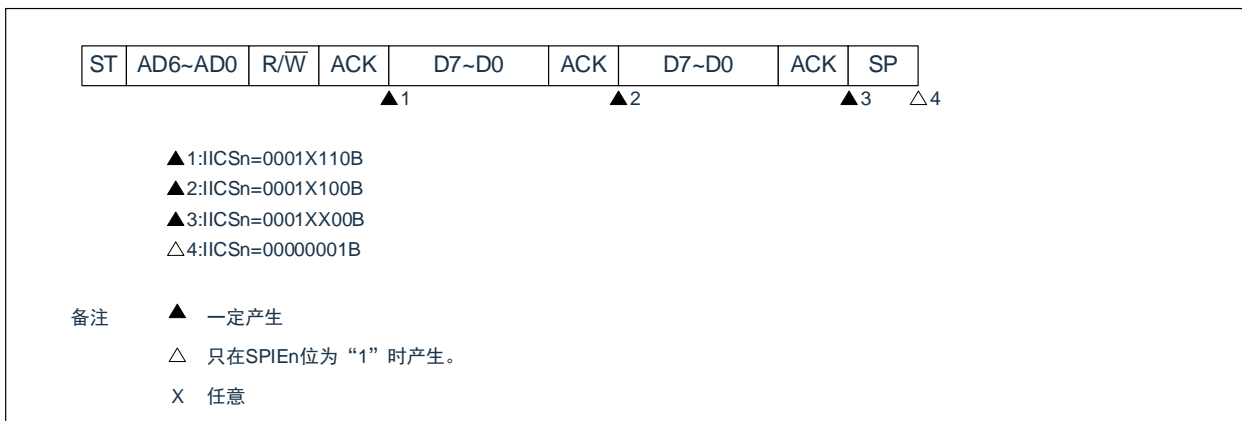 ST AD6~AD0 R/W̅ ACK D7~D0 ACK D7~D0 ACK SP
▲1 ▲2 ▲3 △4
▲1:IICSn=0001X110B
▲2:IICSn=0001X100B
▲3:IICSn=0001XX00B
△4:IICSn=00000001B
备注 ▲ 一定产生
△ 只在SPIEn位为“1”时产生。
X 任意